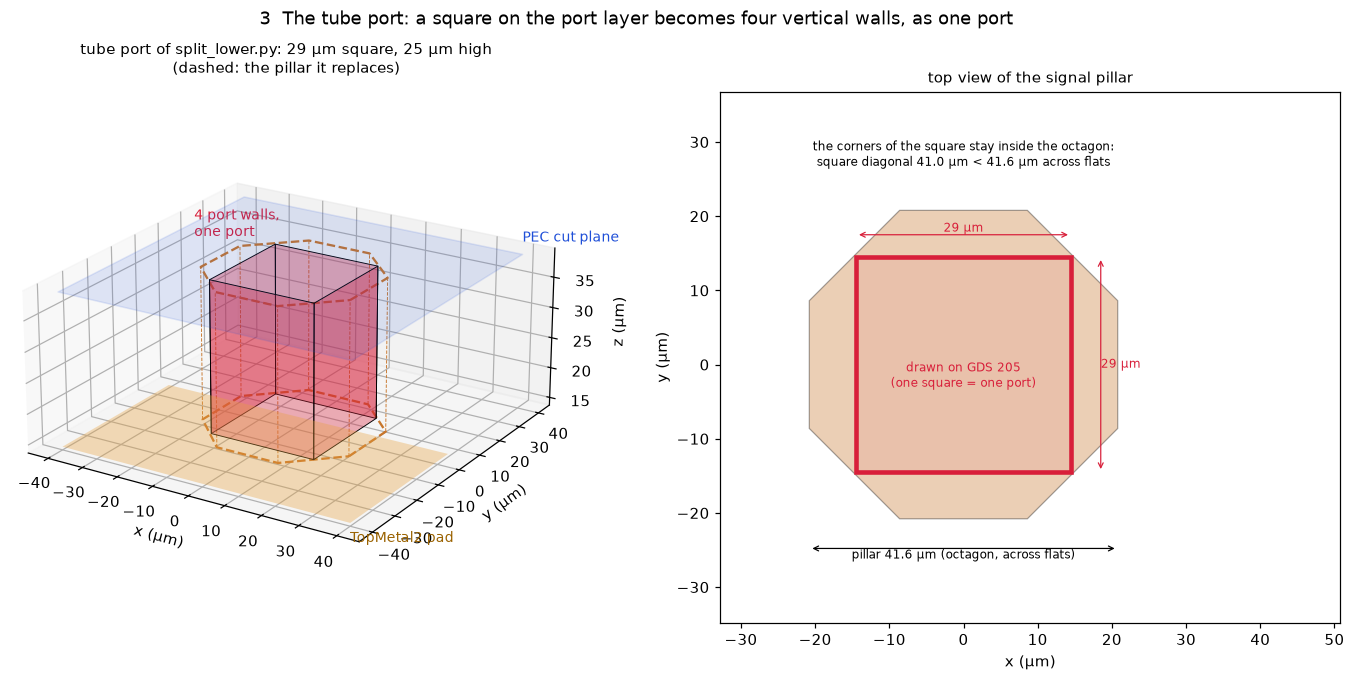 3  The tube port: a square on the port layer becomes four vertical walls, as one port
tube port of split_lower.py: 29 µm square, 25 µm high
(dashed: the pillar it replaces)
4 port walls,
one port
PEC cut plane
35
30
25
20
15
z (µm)
40
30
20
10
0
−10
−20
−30
−40
y (µm)
−40
−30
−20
−10
0
10
20
30
40
x (µm)
TopMetal2 pad
top view of the signal pillar
the corners of the square stay inside the octagon:
square diagonal 41.0 µm < 41.6 µm across flats
29 µm
29 µm
drawn on GDS 205
(one square = one port)
pillar 41.6 µm (octagon, across flats)
30
20
10
0
−10
−20
−30
y (µm)
−30
−20
−10
0
10
20
30
40
50
x (µm)